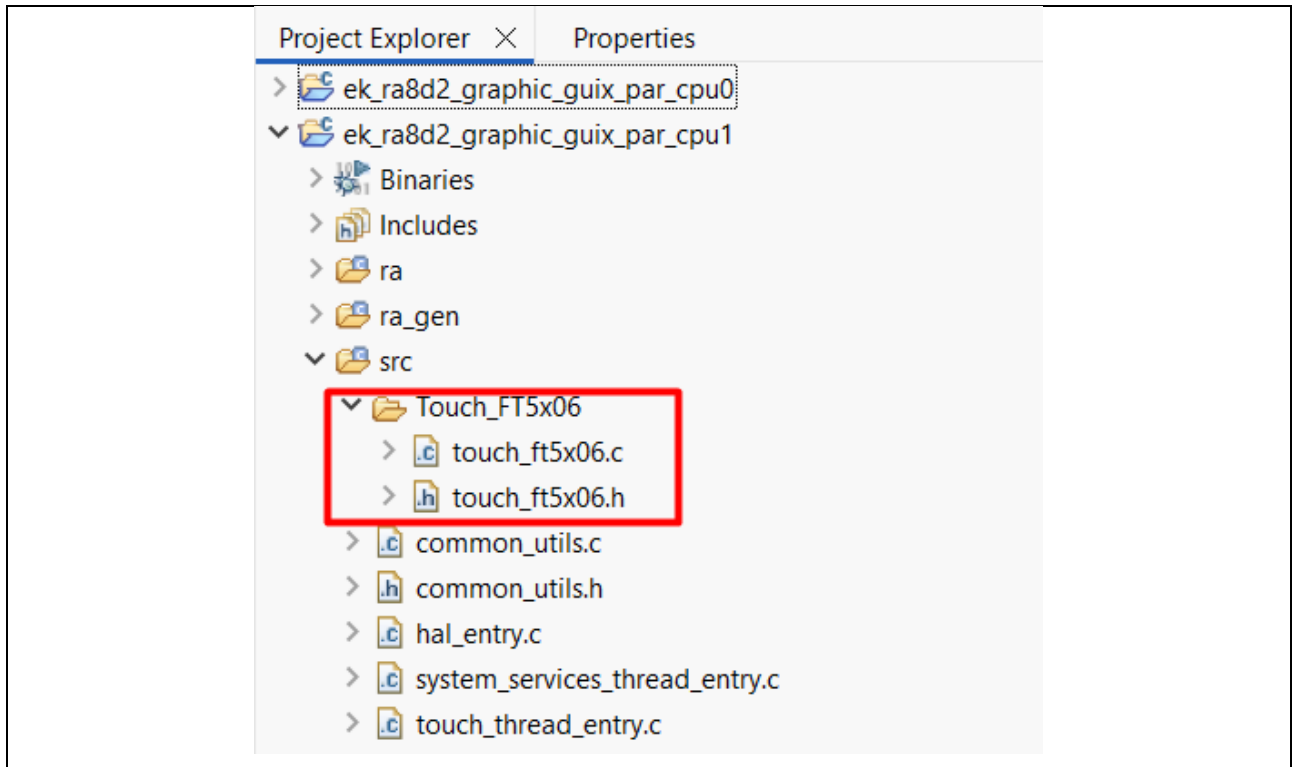 Project Explorer Properties
ek_ra8d2_graphic_guix_par_cpu0
ek_ra8d2_graphic_guix_par_cpu1
Binaries
Includes
ra
ra_gen
src
Touch_FT5x06
touch_ft5x06.c
touch_ft5x06.h
common_utils.c
common_utils.h
hal_entry.c
system_services_thread_entry.c
touch_thread_entry.c